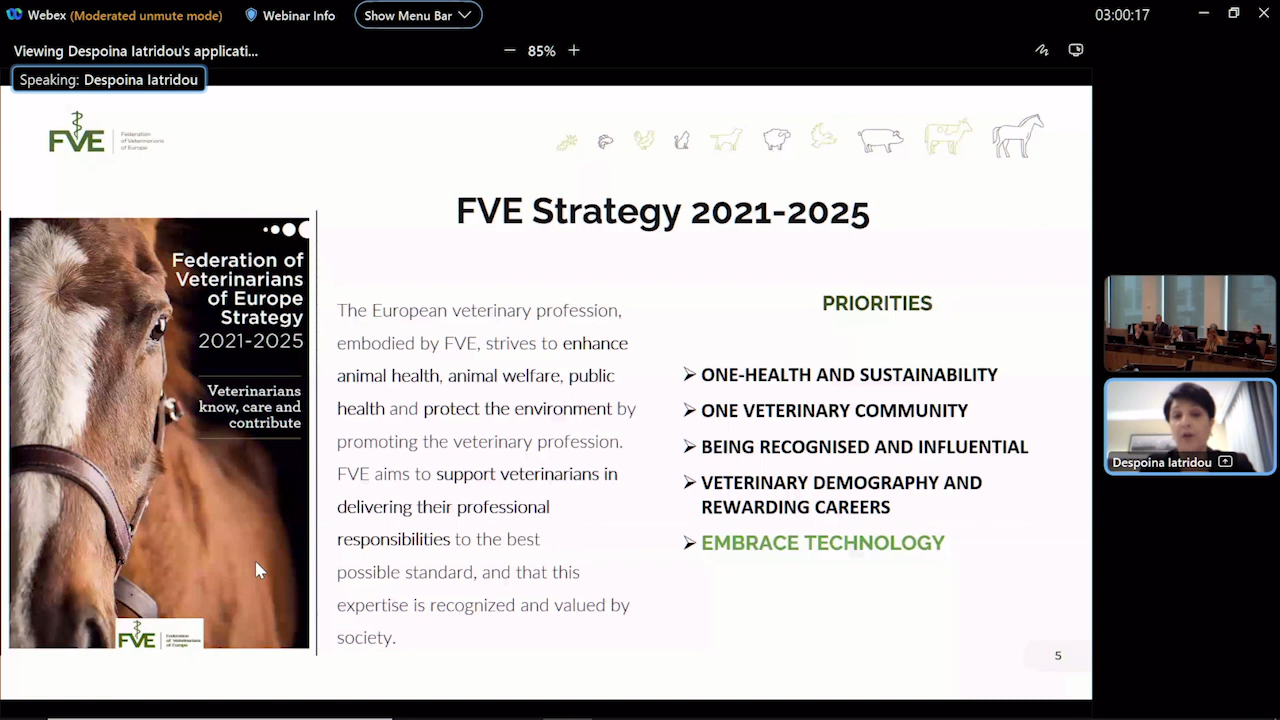 Webex (Moderated unmute mode)
Webinar Info
Show Menu Bar
03:00:17
Viewing Despoina Iatridou's applicati...
85%
Speaking: Despoina Iatridou
FVE
Federation
of Veterinarians
of Europe
FVE Strategy 2021-2025
Federation of
Veterinarians
of Europe
Strategy
2021-2025
Veterinarians
know, care and
contribute
FVE
Federation
of Veterinarians
of Europe
The European veterinary profession,
embodied by FVE, strives to enhance
animal health, animal welfare, public
health and protect the environment by
promoting the veterinary profession.
FVE aims to support veterinarians in
delivering their professional
responsibilities to the best
possible standard, and that this
expertise is recognized and valued by
society.
PRIORITIES
ONE-HEALTH AND SUSTAINABILITY
ONE VETERINARY COMMUNITY
BEING RECOGNISED AND INFLUENTIAL
VETERINARY DEMOGRAPHY AND
REWARDING CAREERS
EMBRACE TECHNOLOGY
5
Despoina Iatridou